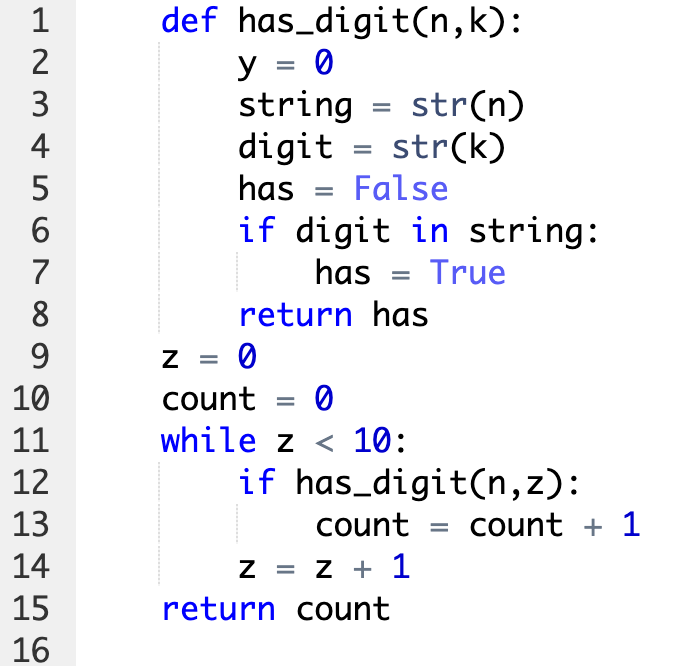 1 def has_digit(n,k):
2 y = 0
3 string = str(n)
4 digit = str(k)
5 has = False
6 if digit in string:
7 has = True
8 return has
9 z = 0
10 count = 0
11 while z < 10:
12 if has_digit(n,z):
13 count = count + 1
14 z = z + 1
15 return count
16